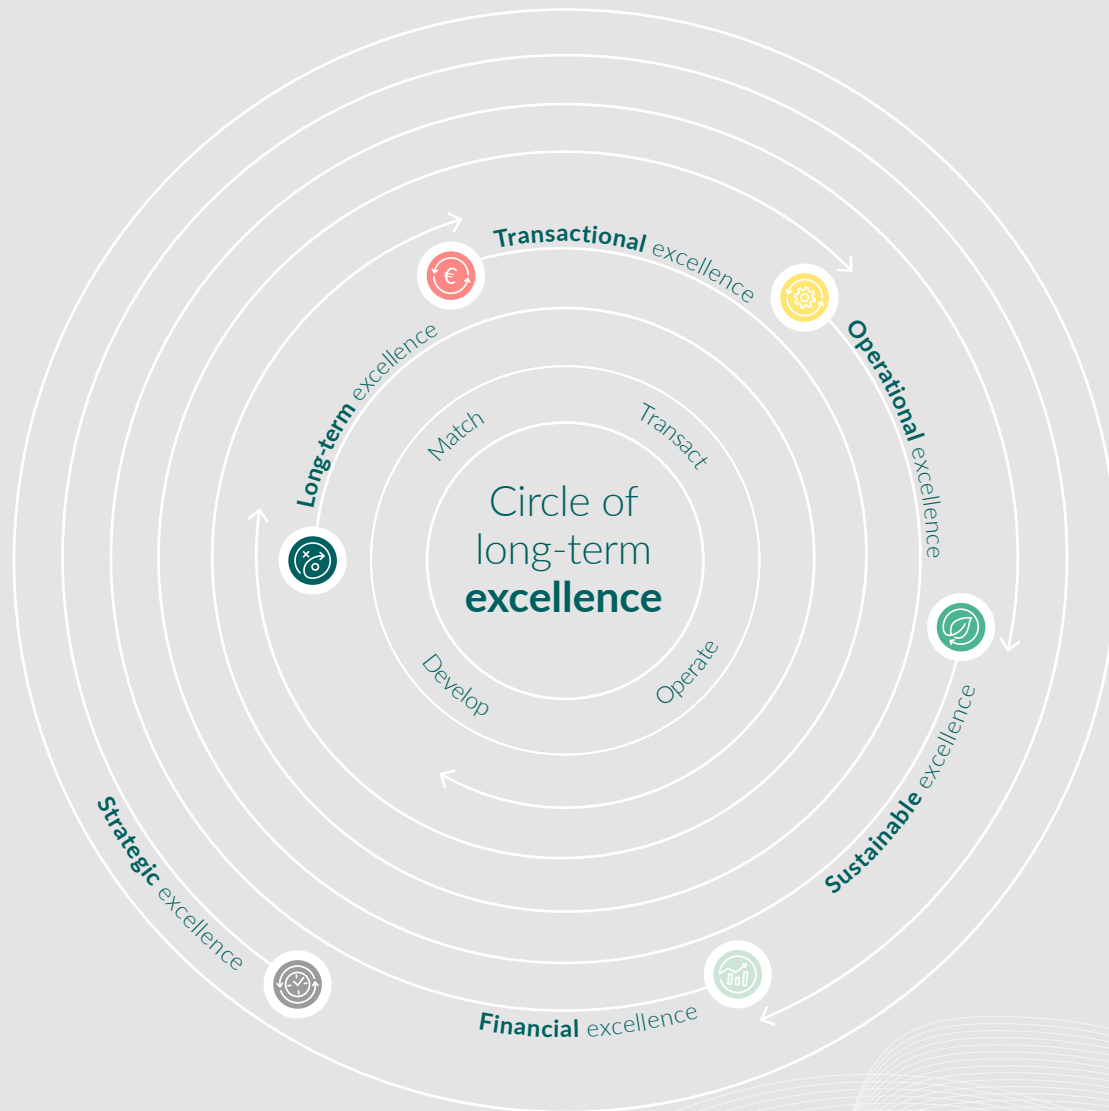 Circle of
long-term
excellence
Match
Transact
Operate
Develop
Long-term excellence
€
Transactional excellence
Operational excellence
Sustainable excellence
Financial excellence
Strategic excellence